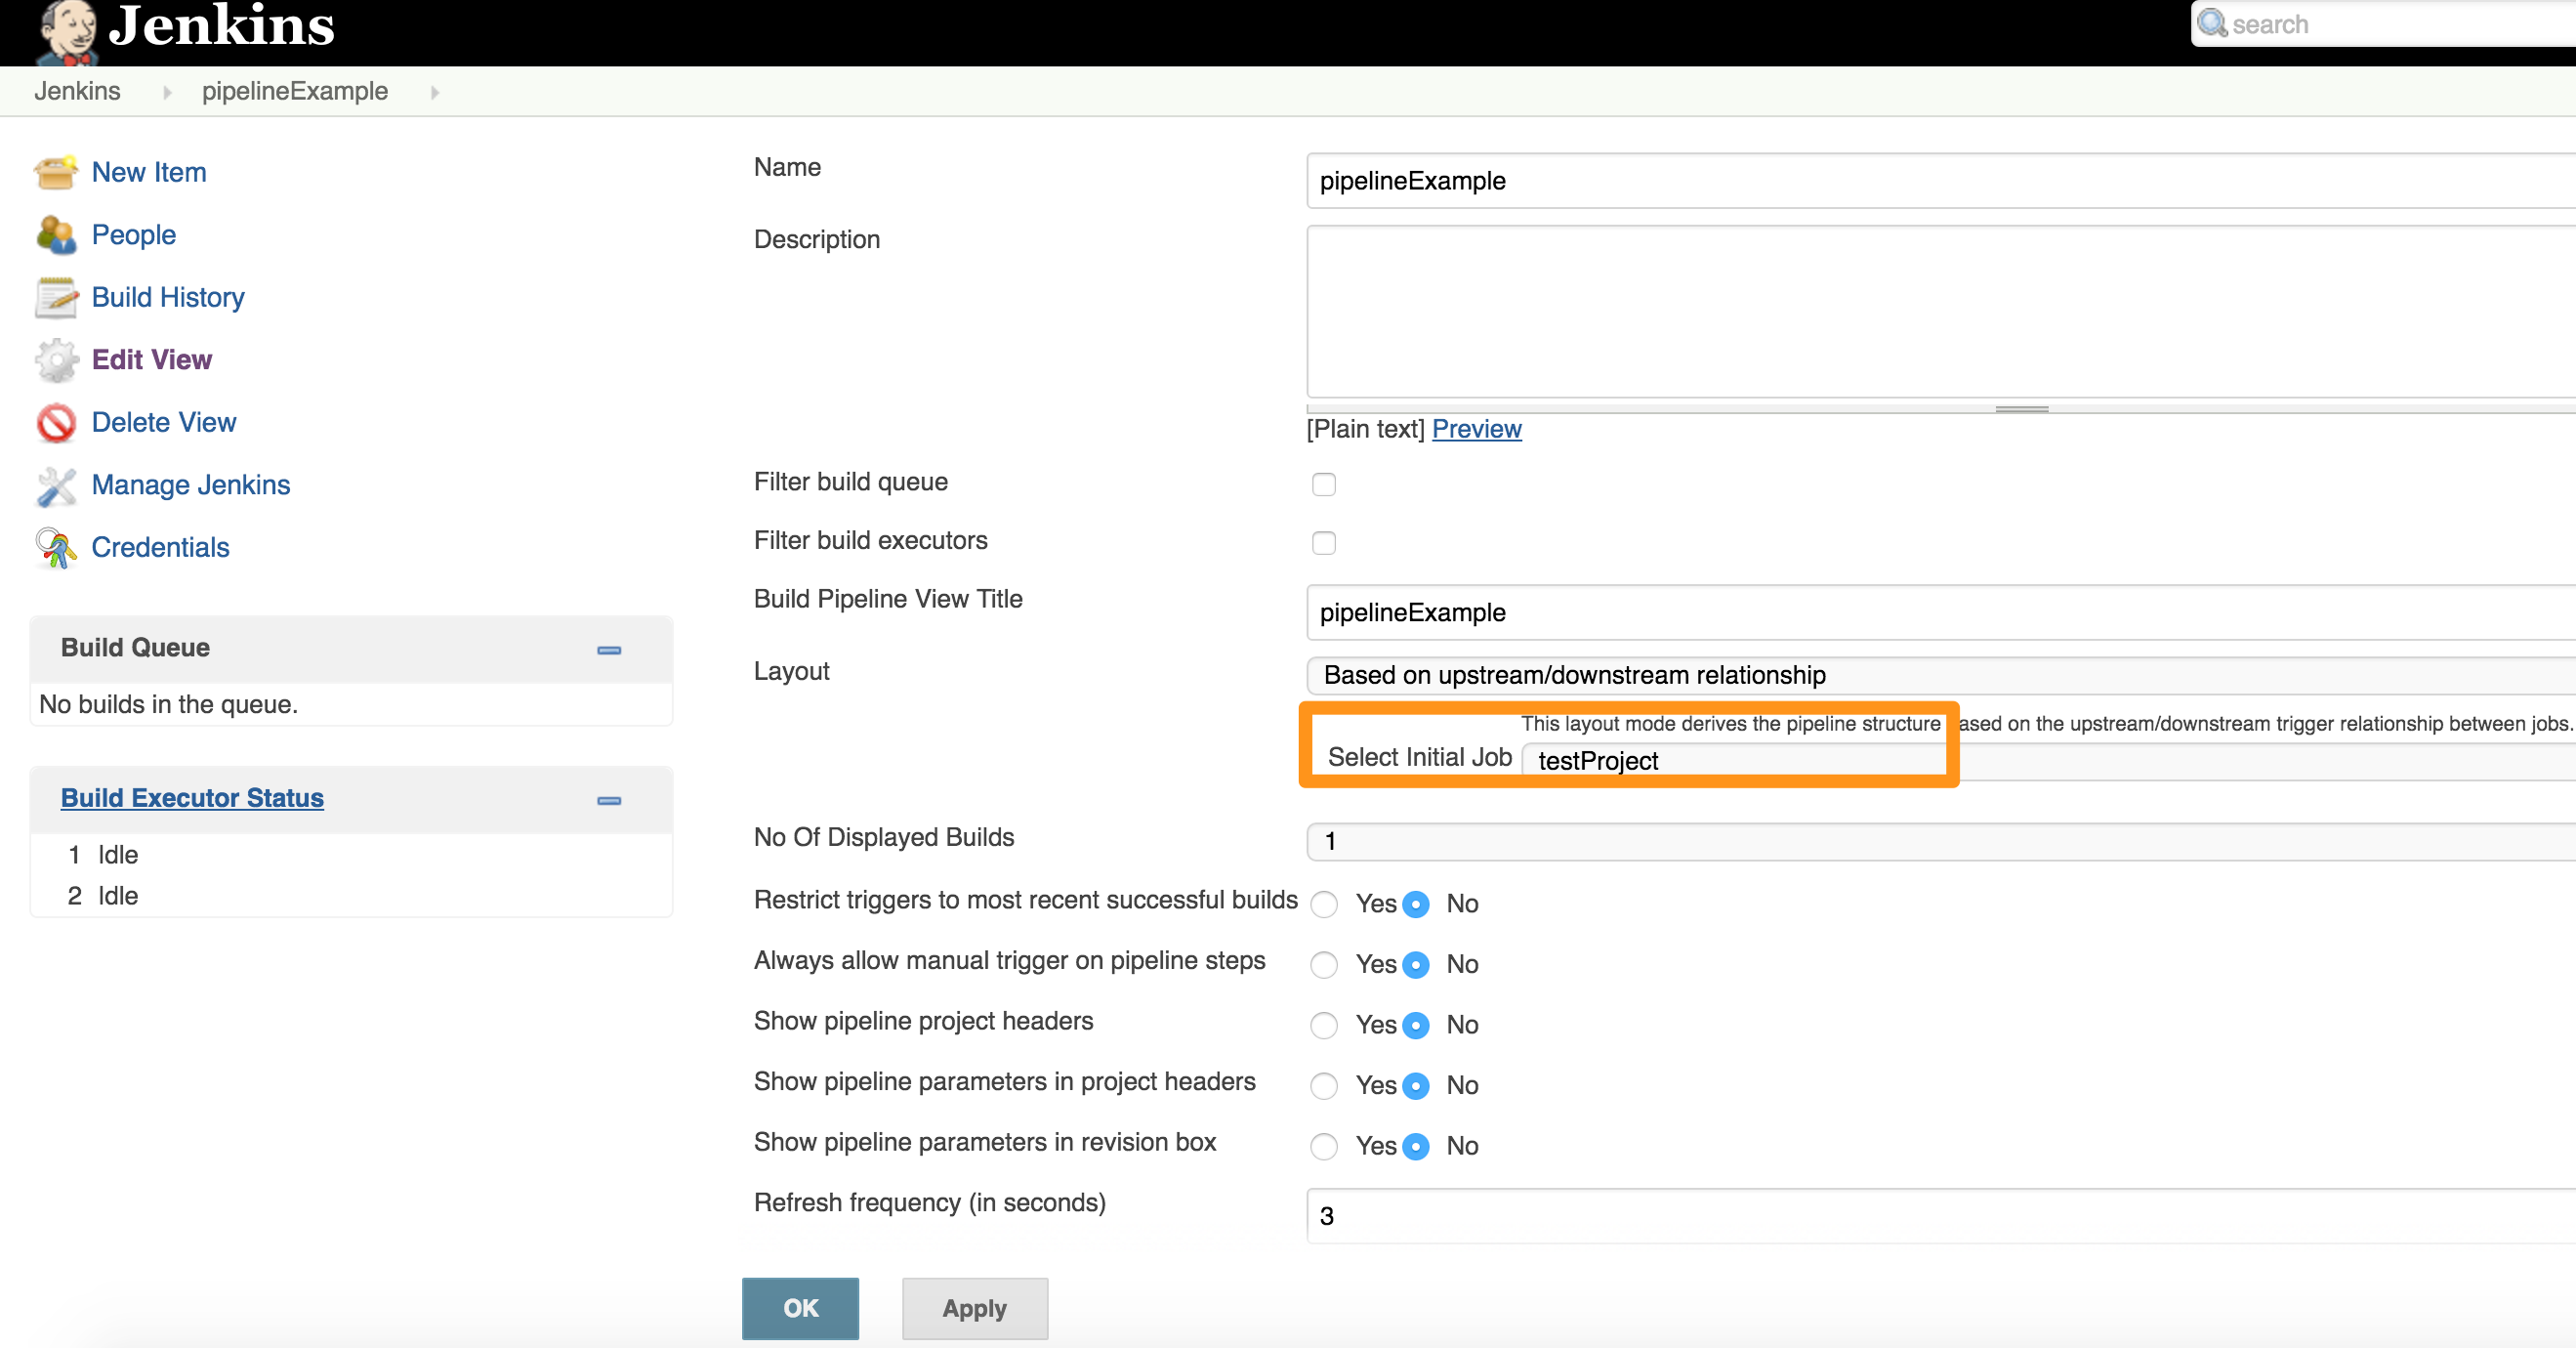 Jenkins
search
Jenkins pipelineExample
New Item
People
Build History
Edit View
Delete View
Manage Jenkins
Credentials
Build Queue
No builds in the queue.
Build Executor Status
1 Idle
2 Idle
Name
pipelineExample
Description
[Plain text] Preview
Filter build queue
Filter build executors
Build Pipeline View Title
pipelineExample
Layout
Based on upstream/downstream relationship
This layout mode derives the pipeline structure ased on the upstream/downstream trigger relationship between jobs.
Select Initial Job testProject
No Of Displayed Builds 1
Restrict triggers to most recent successful builds Yes No
Always allow manual trigger on pipeline steps Yes No
Show pipeline project headers Yes No
Show pipeline parameters in project headers Yes No
Show pipeline parameters in revision box Yes No
Refresh frequency (in seconds)
3
OK Apply